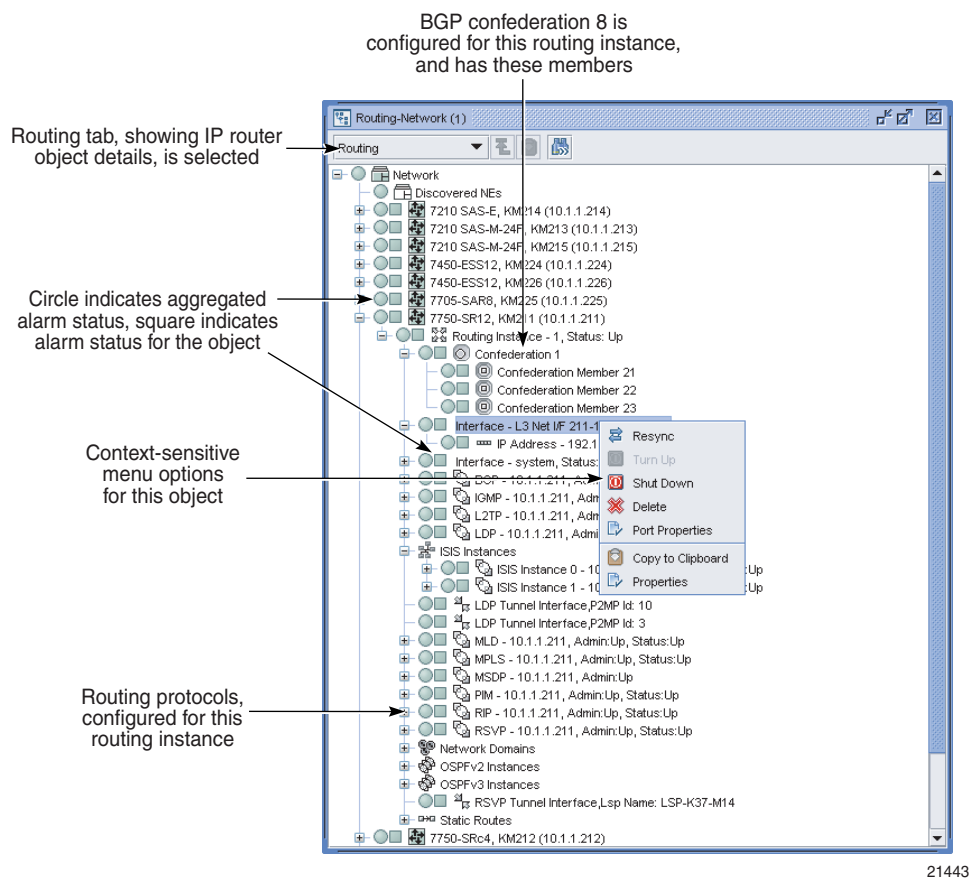 BGP confederation 8 is
configured for this routing instance,
and has these members
Routing-Network (1)
Routing tab, showing IP router
object details, is selected
Routing
Network
Discovered NEs
7210 SAS-E, KM214 (10.1.1.214)
7210 SAS-M-24F, KM213 (10.1.1.213)
7210 SAS-M-24F, KM215 (10.1.1.215)
7450-ESS12, KM224 (10.1.1.224)
7450-ESS12, KM226 (10.1.1.226)
Circle indicates aggregated
alarm status, square indicates
alarm status for the object
7705-SAR8, KM225 (10.1.1.225)
7750-SR12, KM211 (10.1.1.211)
Routing Instance - 1, Status: Up
Confederation 1
Confederation Member 21
Confederation Member 22
Confederation Member 23
Interface - L3 Net I/F 211-1
IP Address - 192.1
Interface - system, Status:
Context-sensitive
menu options
for this object
BGP - 10.1.1.211, Adm
IGMP - 10.1.1.211, Adm
L2TP - 10.1.1.211, Adm
LDP - 10.1.1.211, Admi
Resync
Turn Up
Shut Down
Delete
Port Properties
Copy to Clipboard
Properties
ISIS Instances
ISIS Instance 0 - 10 :Up
ISIS Instance 1 - 10 :Up
LDP Tunnel Interface,P2MP Id: 10
LDP Tunnel Interface,P2MP Id: 3
MLD - 10.1.1.211, Admin:Up, Status:Up
MPLS - 10.1.1.211, Admin:Up, Status:Up
MSDP - 10.1.1.211, Admin:Up, Status:Up
PIM - 10.1.1.211, Admin:Up, Status:Up
RIP - 10.1.1.211, Admin:Up, Status:Up
RSVP - 10.1.1.211, Admin:Up, Status:Up
Routing protocols,
configured for this
routing instance
Network Domains
OSPFv2 Instances
OSPFv3 Instances
RSVP Tunnel Interface,Lsp Name: LSP-K37-M14
Static Routes
7750-SRc4, KM212 (10.1.1.212)
21443